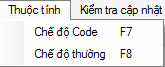 Thuộc tính Kiểm tra cập nhật
Chế độ Code F7
Chế độ thường F8